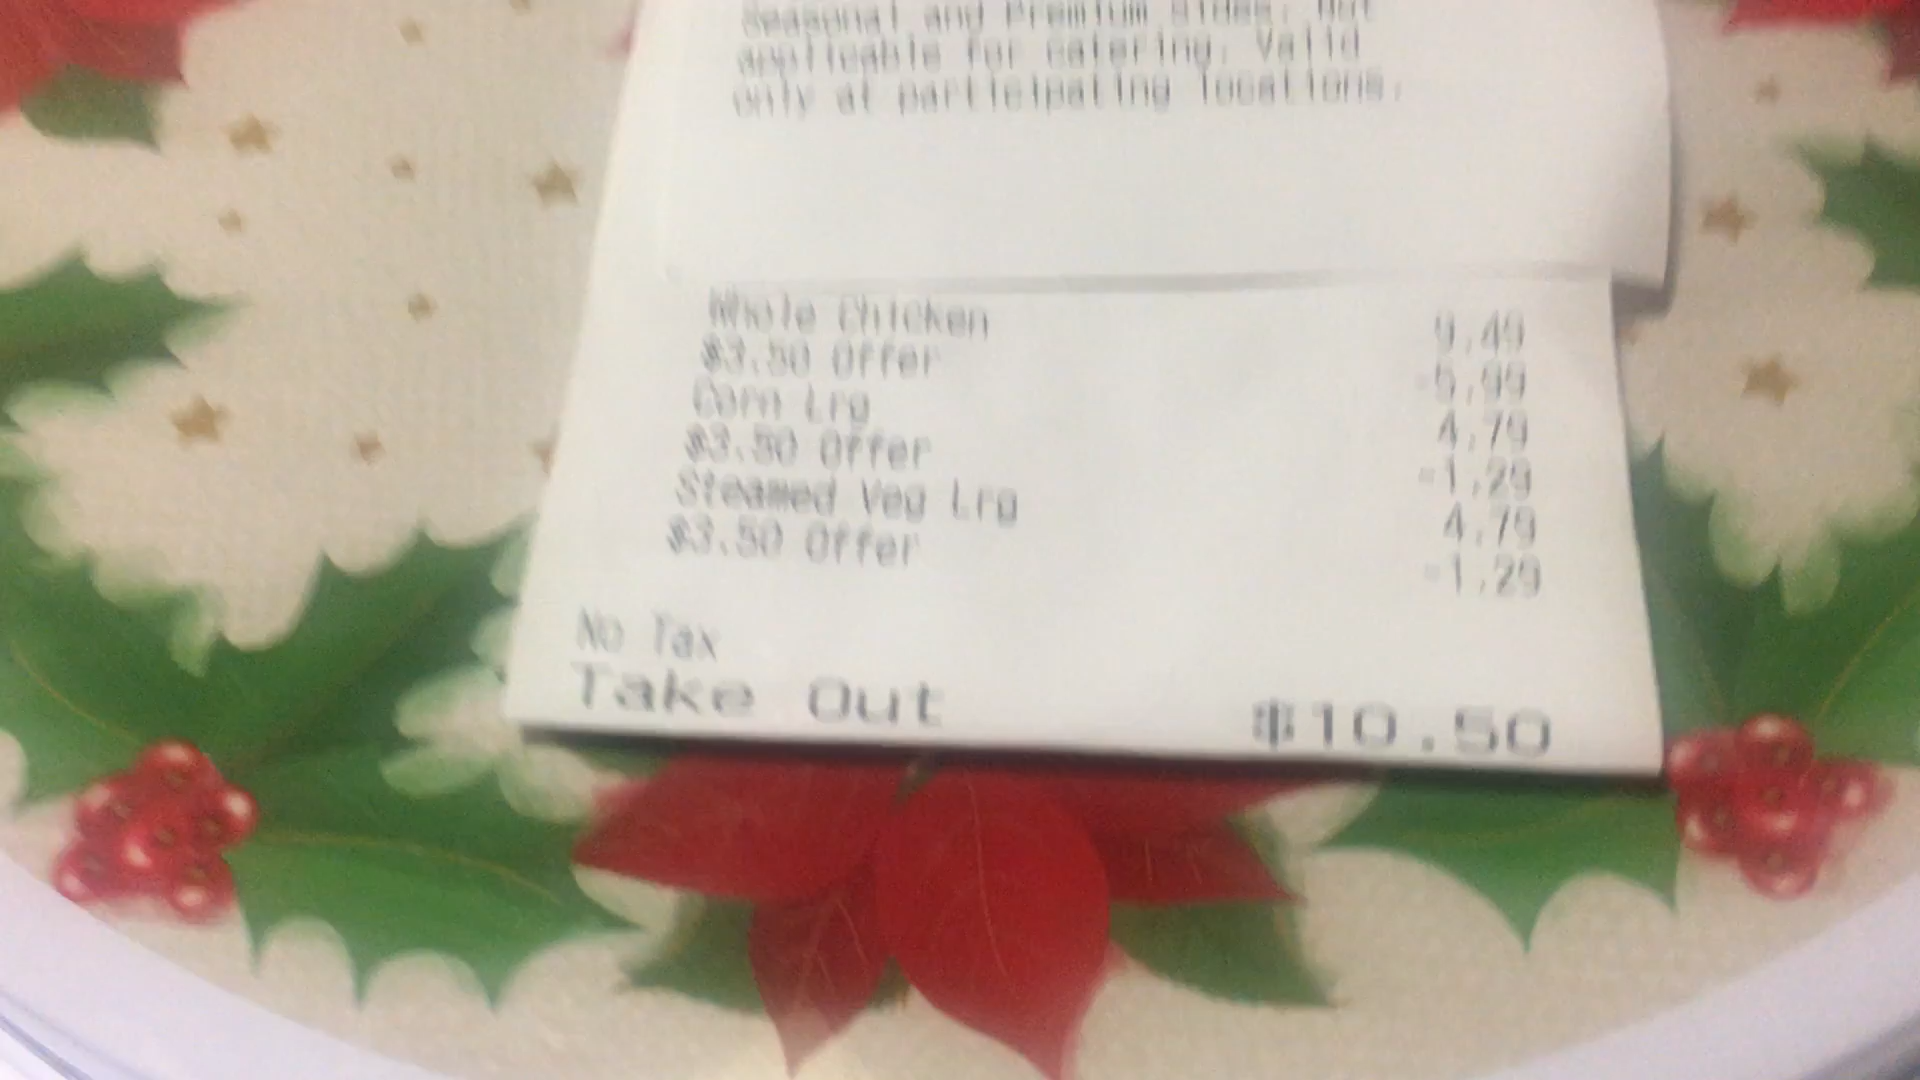 Seasonal and Premium sides. Not
applicable for catering. Valid
only at participating locations.
Whole Chicken 9.49
$3.50 Offer -5.99
Corn Lrg 4.79
$3.50 Offer -1.29
Steamed Veg Lrg 4.79
$3.50 Offer -1.29
No Tax
Take Out $10.50